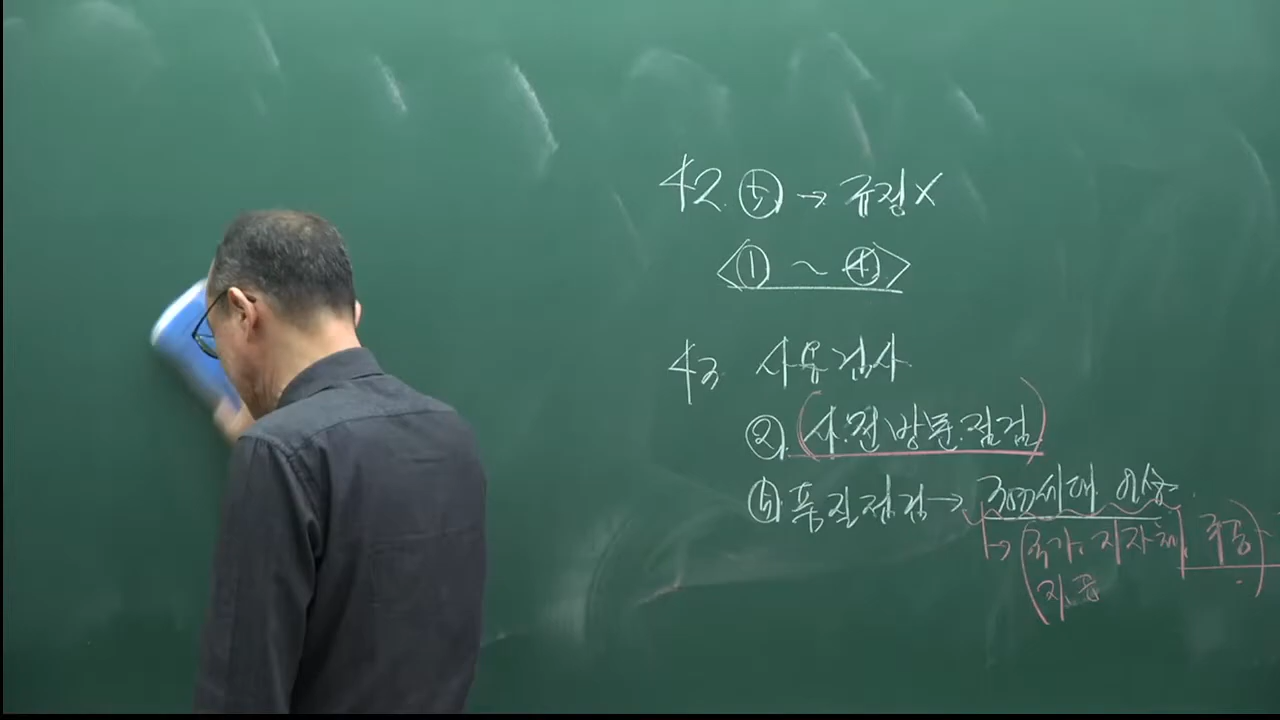 42. ⑤ → 규정X
<① ~ ④>
43 사용검사
② (사전방문점검)
⑤ 품질점검 → 300세대 이상
→ (국가, 지자체, 주공)
지공